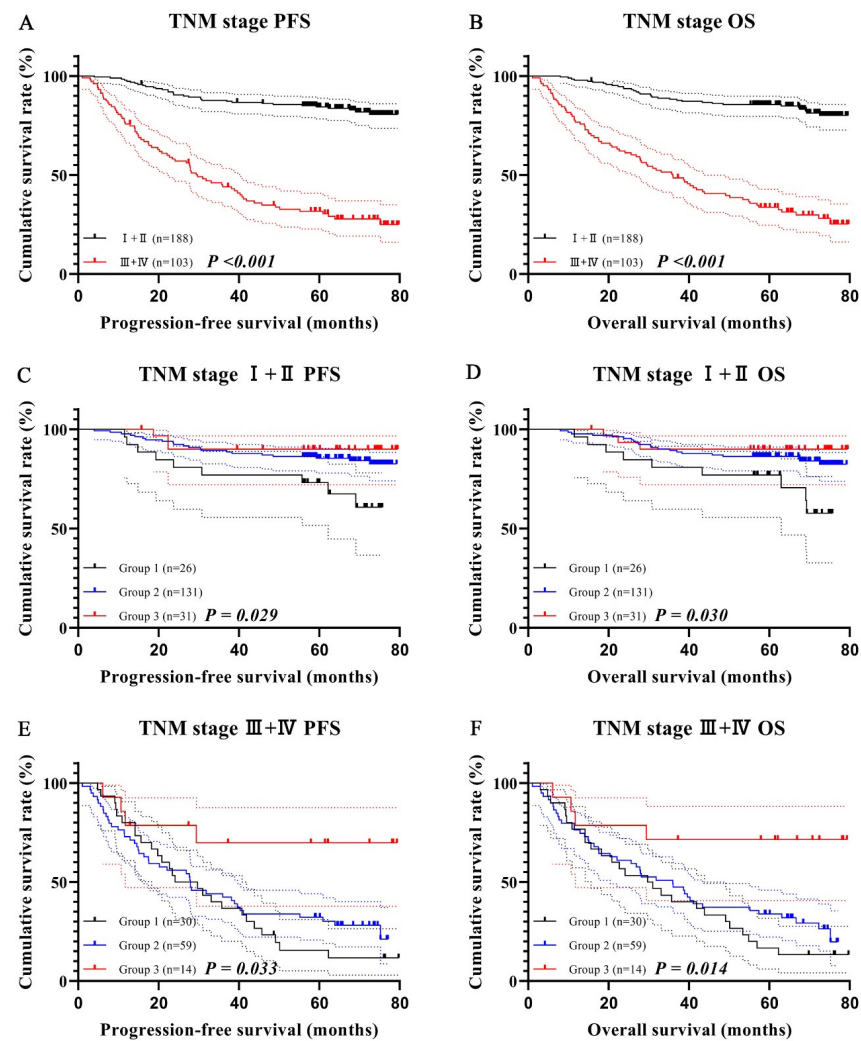 A
TNM stage PFS
Cumulative survival rate (%)
100
50
0
Ⅰ+Ⅱ (n=188)
Ⅲ+Ⅳ (n=103)
P <0.001
0 20 40 60 80
Progression-free survival (months)
B
TNM stage OS
Cumulative survival rate (%)
100
50
0
Ⅰ+Ⅱ (n=188)
Ⅲ+Ⅳ (n=103)
P <0.001
0 20 40 60 80
Overall survival (months)
C
TNM stage Ⅰ+Ⅱ PFS
Cumulative survival rate (%)
100
50
0
Group 1 (n=26)
Group 2 (n=131)
Group 3 (n=31)
P = 0.029
0 20 40 60 80
Progression-free survival (months)
D
TNM stage Ⅰ+Ⅱ OS
Cumulative survival rate (%)
100
50
0
Group 1 (n=26)
Group 2 (n=131)
Group 3 (n=31)
P = 0.030
0 20 40 60 80
Overall survival (months)
E
TNM stage Ⅲ+Ⅳ PFS
Cumulative survival rate (%)
100
50
0
Group 1 (n=30)
Group 2 (n=59)
Group 3 (n=14)
P = 0.033
0 20 40 60 80
Progression-free survival (months)
F
TNM stage Ⅲ+Ⅳ OS
Cumulative survival rate (%)
100
50
0
Group 1 (n=30)
Group 2 (n=59)
Group 3 (n=14)
P = 0.014
0 20 40 60 80
Overall survival (months)